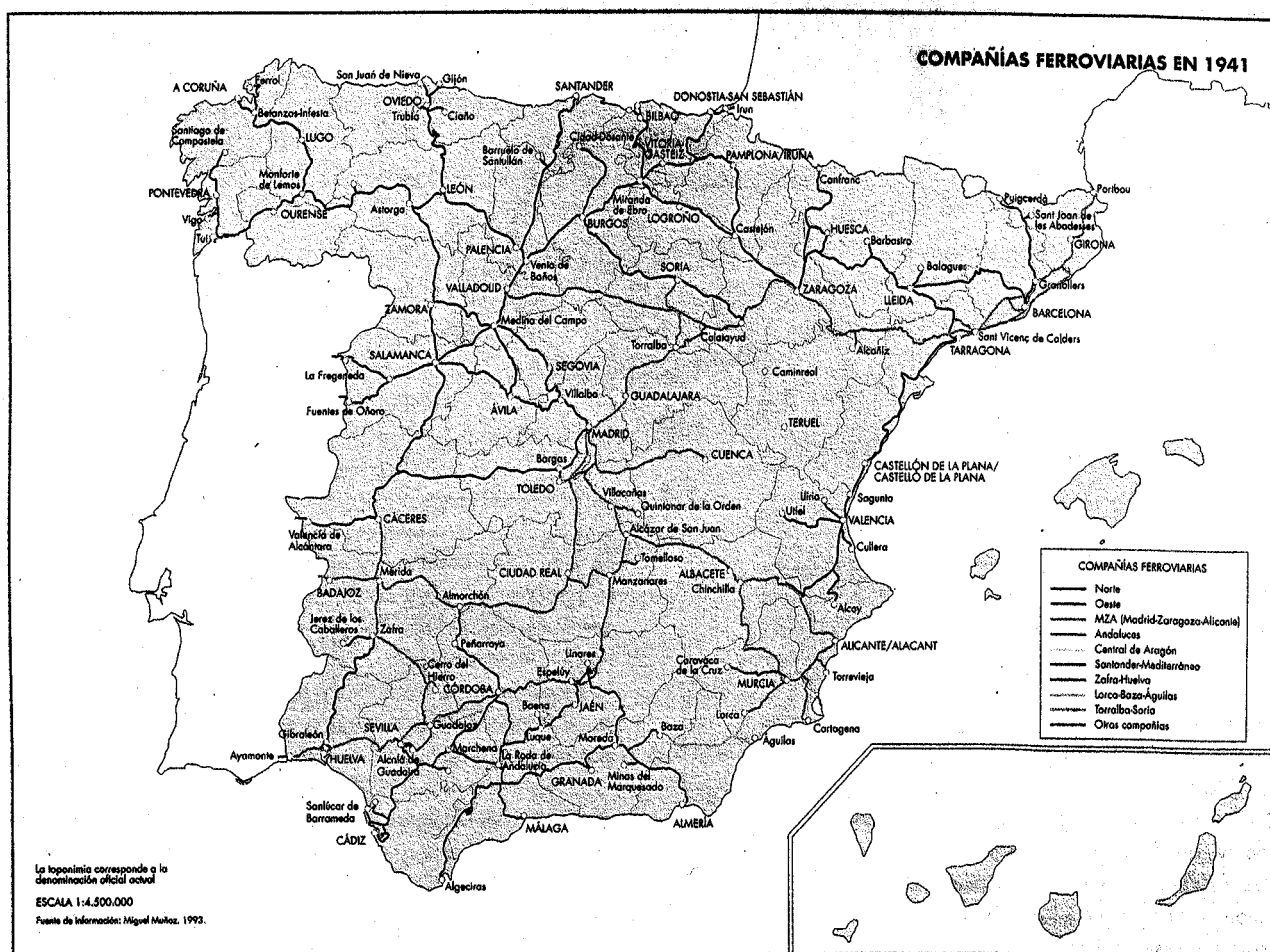 COMPAÑÍAS FERROVIARIAS EN 1941
A CORUÑA
Ferrol
San Juan de Nieva
Gijón
SANTANDER
DONOSTIA-SAN SEBASTIÁN
Irun
OVIEDO
Trubia
Ciaño
BILBAO
Betanzos-Infesta
Santiago de
Compostela
LUGO
Barruelo de
Santullán
Cidad-Dosante
VITORIA/
GASTEIZ
PAMPLONA/IRUÑA
Canfranc
Monforte
de Lemos
PONTEVEDRA
LEÓN
Puigcerdà
Portbou
OURENSE
Astorga
Miranda
de Ebro
LOGROÑO
Sant Joan de
les Abadesses
Vigo
BURGOS
Castejón
HUESCA
Barbastro
GIRONA
Tui
PALENCIA
Venta de
Baños
SORIA
Balaguer
VALLADOLID
ZARAGOZA
LLEIDA
Granollers
ZAMORA
Medina del Campo
BARCELONA
Torralba
Calatayud
Sant Vicenç de Calders
SALAMANCA
Alcañiz
TARRAGONA
La Fregeneda
SEGOVIA
Caminreal
Villalba
Fuentes de Oñoro
ÁVILA
GUADALAJARA
MADRID
TERUEL
Bargas
CUENCA
CASTELLÓN DE LA PLANA/
CASTELLÓ DE LA PLANA
TOLEDO
Villacañas
Quintanar de la Orden
Lliria
Sagunto
Utiel
CÁCERES
VALENCIA
Valencia de
Alcántara
Alcázar de San Juan
Cullera
Tomelloso
Mérida
CIUDAD REAL
ALBACETE
Manzanares
Chinchilla
BADAJOZ
Almorchón
Alcoy
Jerez de los
Caballeros
Zafra
Peñarroya
ALICANTE/ALACANT
Linares
Caravaca
de la Cruz
Cerro del
Hierro
Espelúy
Torrevieja
CÓRDOBA
MURCIA
Baena
JAÉN
Lorca
SEVILLA
Guadajoz
Baza
Cartagena
Gibraleón
Luque
Moreda
Águilas
Ayamonte
HUELVA
Alcalá de
Guadaira
Marchena
La Roda de
Andalucía
GRANADA
Minas del
Marquesado
Sanlúcar de
Barrameda
CÁDIZ
MÁLAGA
ALMERÍA
Algeciras
COMPAÑÍAS FERROVIARIAS
Norte
Oeste
MZA (Madrid-Zaragoza-Alicante)
Andaluces
Central de Aragón
Santander-Mediterráneo
Zafra-Huelva
Lorca-Baza-Águilas
Torralba-Soria
Otras compañías
La toponimia corresponde a la
denominación oficial actual
ESCALA 1:4.500.000
Fuente de información: Miguel Muñoz. 1993.